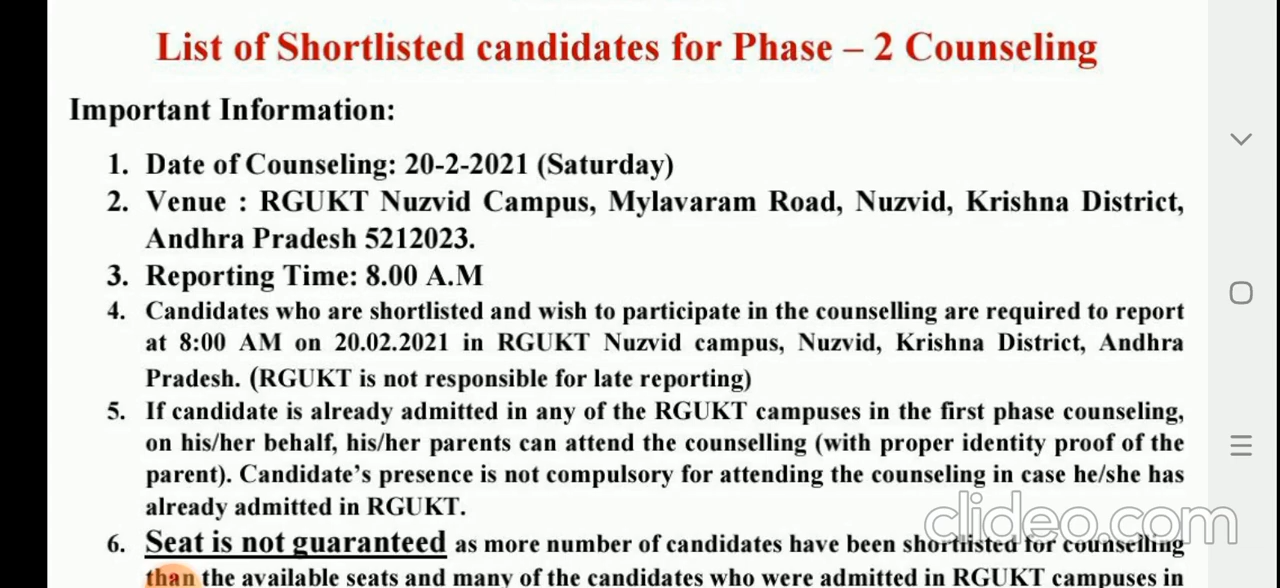 List of Shortlisted candidates for Phase – 2 Counseling
Important Information:
1. Date of Counseling: 20-2-2021 (Saturday)
2. Venue : RGUKT Nuzvid Campus, Mylavaram Road, Nuzvid, Krishna District,
Andhra Pradesh 5212023.
3. Reporting Time: 8.00 A.M
4. Candidates who are shortlisted and wish to participate in the counselling are required to report
at 8:00 AM on 20.02.2021 in RGUKT Nuzvid campus, Nuzvid, Krishna District, Andhra
Pradesh. (RGUKT is not responsible for late reporting)
5. If candidate is already admitted in any of the RGUKT campuses in the first phase counseling,
on his/her behalf, his/her parents can attend the counselling (with proper identity proof of the
parent). Candidate’s presence is not compulsory for attending the counseling in case he/she has
already admitted in RGUKT.
clideo.com
6. Seat is not guaranteed as more number of candidates have been shortlisted for counselling
than the available seats and many of the candidates who were admitted in RGUKT campuses in